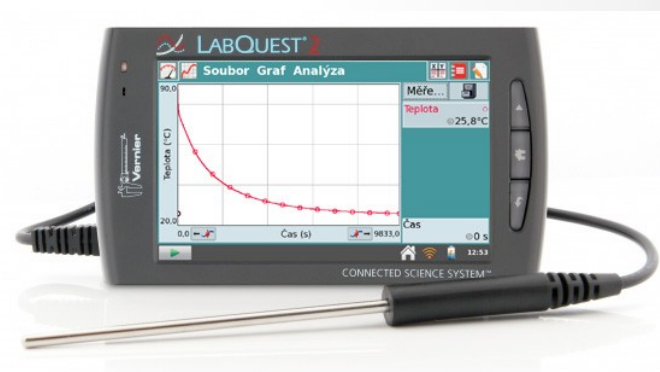 LABQUEST® 2
Vernier
Soubor Graf Analýza
Měře...
90,0
Teplota (°C)
20,0
0,0
Čas (s)
9833,0
Teplota
25,8°C
Čas
0 s
12:53
CONNECTED SCIENCE SYSTEM™